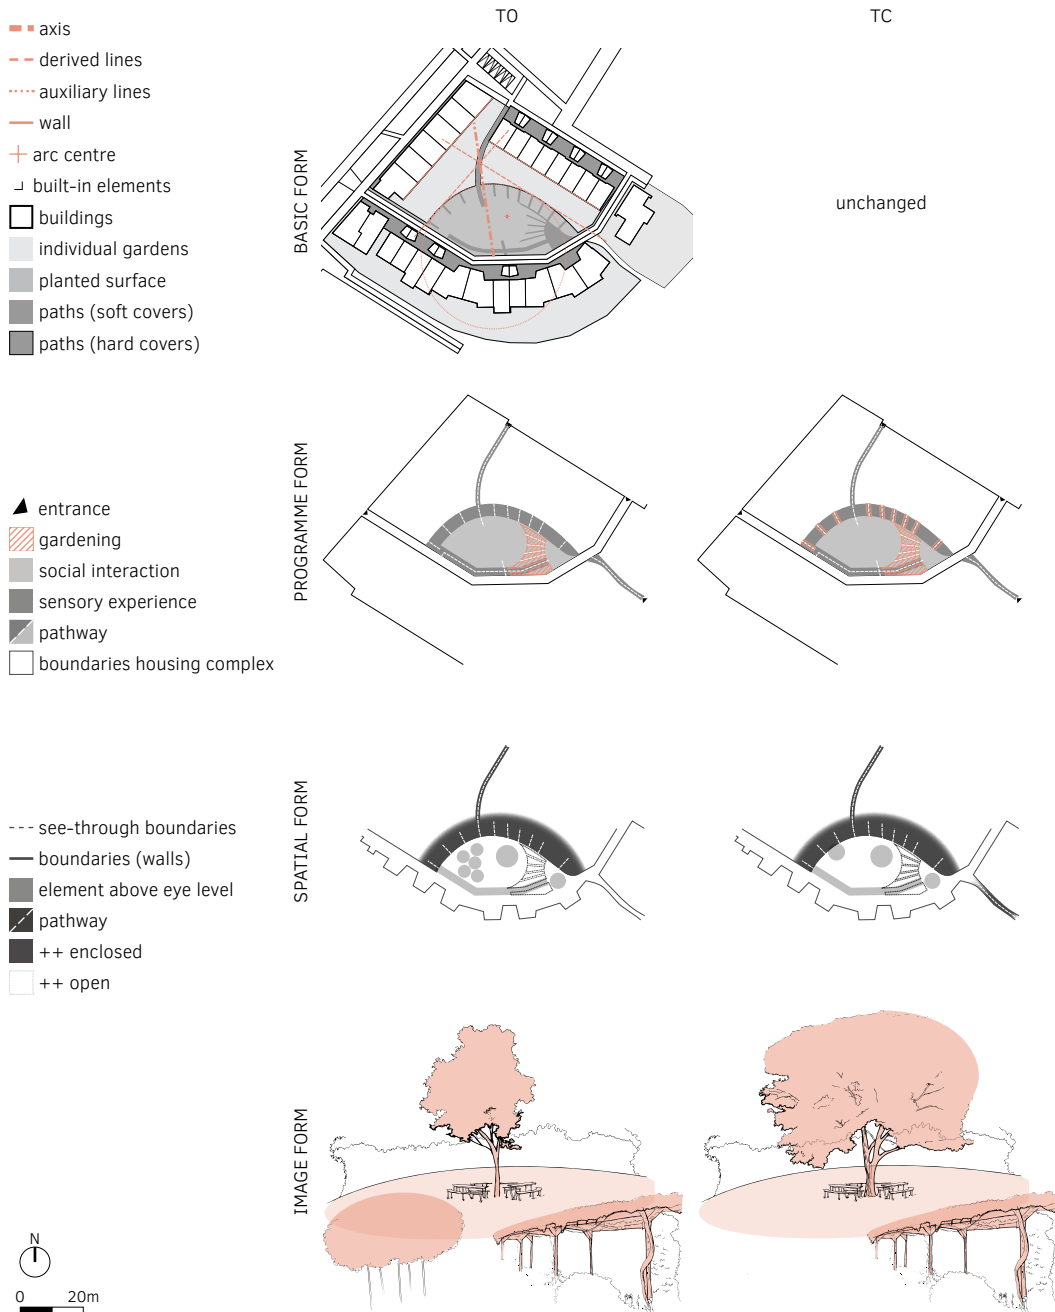 TO
TC
axis
derived lines
auxiliary lines
wall
arc centre
built-in elements
buildings
individual gardens
planted surface
paths (soft covers)
paths (hard covers)
BASIC FORM
unchanged
entrance
gardening
social interaction
sensory experience
pathway
boundaries housing complex
PROGRAMME FORM
see-through boundaries
boundaries (walls)
element above eye level
pathway
++ enclosed
++ open
SPATIAL FORM
IMAGE FORM
N
0 20m